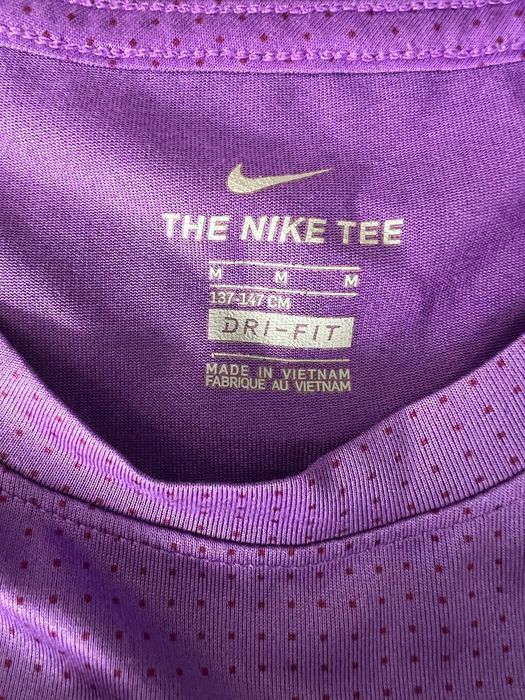 THE NIKE TEE
M M M
137-147 CM
DRI-FIT
MADE IN VIETNAM
FABRIQUE AU VIETNAM